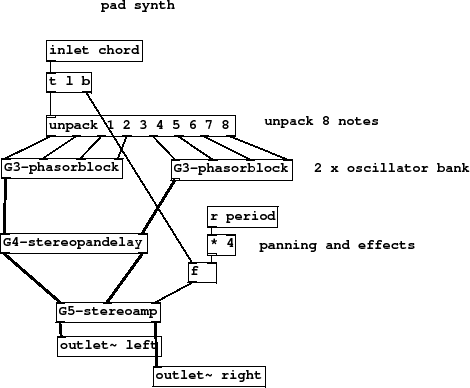 pad synth
inlet chord
t l b
unpack 1 2 3 4 5 6 7 8
unpack 8 notes
G3-phasorblock
G3-phasorblock
2 x oscillator bank
r period
G4-stereopandelay
* 4
panning and effects
f
G5-stereoamp
outlet~ left
outlet~ right